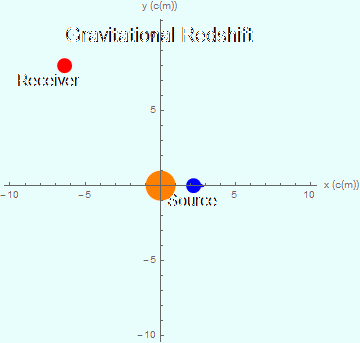 y (c(m))
Gravitational Redshift
Receiver
5
-10
-5
5
10
x (c(m))
Source
-5
-10